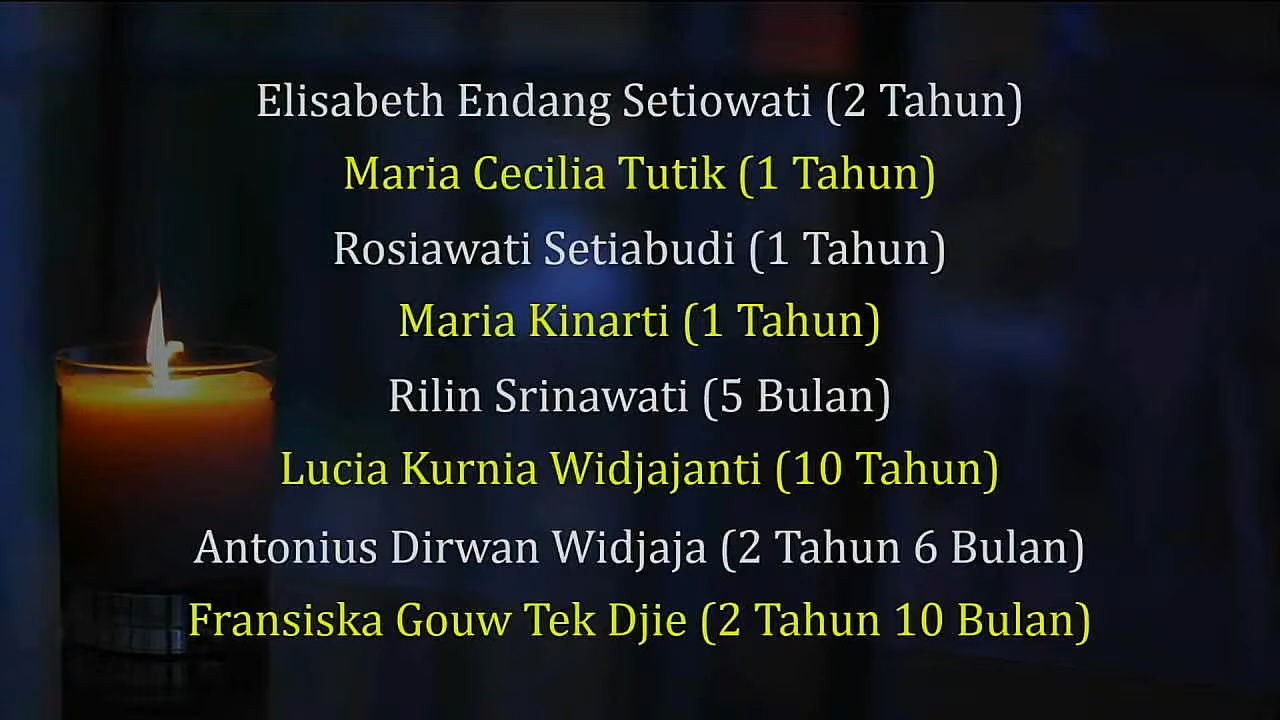 Elisabeth Endang Setiowati (2 Tahun)
Maria Cecilia Tutik (1 Tahun)
Rosiawati Setiabudi (1 Tahun)
Maria Kinarti (1 Tahun)
Rilin Srinawati (5 Bulan)
Lucia Kurnia Widjajanti (10 Tahun)
Antonius Dirwan Widjaja (2 Tahun 6 Bulan)
Fransiska Gouw Tek Djie (2 Tahun 10 Bulan)